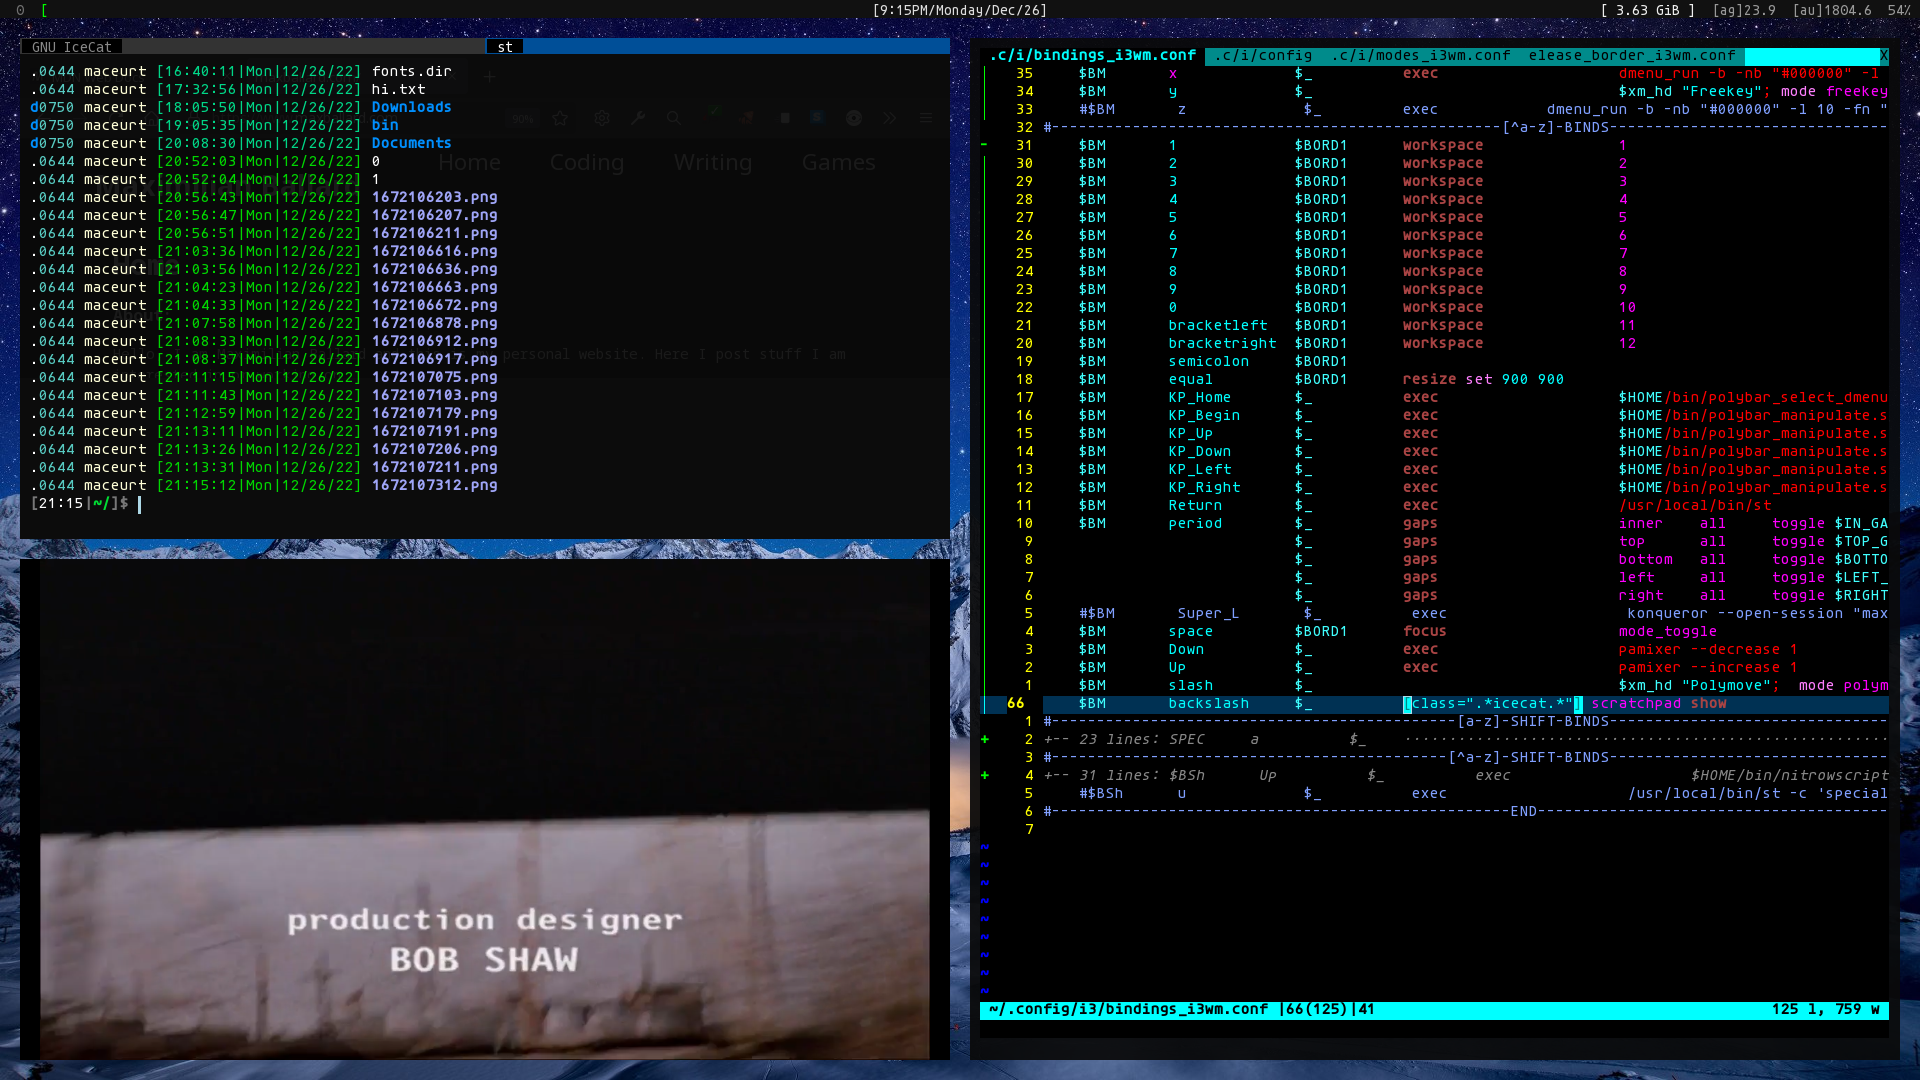 0 [
[9:15PM/Monday/Dec/26]
[ 3.63 GiB ] [ag]23.9 [au]1804.6 54%
GNU IceCat
st
.0644 maceurt [16:40:11|Mon|12/26/22] fonts.dir
.0644 maceurt [17:32:56|Mon|12/26/22] hi.txt
d0750 maceurt [18:05:50|Mon|12/26/22] Downloads
d0750 maceurt [19:05:35|Mon|12/26/22] bin
d0750 maceurt [20:08:30|Mon|12/26/22] Documents
.0644 maceurt [20:52:03|Mon|12/26/22] 0
.0644 maceurt [20:52:04|Mon|12/26/22] 1
.0644 maceurt [20:56:43|Mon|12/26/22] 1672106203.png
.0644 maceurt [20:56:47|Mon|12/26/22] 1672106207.png
.0644 maceurt [20:56:51|Mon|12/26/22] 1672106211.png
.0644 maceurt [21:03:36|Mon|12/26/22] 1672106616.png
.0644 maceurt [21:03:56|Mon|12/26/22] 1672106636.png
.0644 maceurt [21:04:23|Mon|12/26/22] 1672106663.png
.0644 maceurt [21:04:33|Mon|12/26/22] 1672106672.png
.0644 maceurt [21:07:58|Mon|12/26/22] 1672106878.png
.0644 maceurt [21:08:33|Mon|12/26/22] 1672106912.png
.0644 maceurt [21:08:37|Mon|12/26/22] 1672106917.png
.0644 maceurt [21:11:15|Mon|12/26/22] 1672107075.png
.0644 maceurt [21:11:43|Mon|12/26/22] 1672107103.png
.0644 maceurt [21:12:59|Mon|12/26/22] 1672107179.png
.0644 maceurt [21:13:11|Mon|12/26/22] 1672107191.png
.0644 maceurt [21:13:26|Mon|12/26/22] 1672107206.png
.0644 maceurt [21:13:31|Mon|12/26/22] 1672107211.png
.0644 maceurt [21:15:12|Mon|12/26/22] 1672107312.png
[21:15|~/]$
90%
Home Coding Writing Games
personal website. Here I post stuff I am
production designer
BOB SHAW
.c/i/bindings_i3wm.conf .c/i/config .c/i/modes_i3wm.conf elease_border_i3wm.conf X
35 $BM x $_ exec dmenu_run -b -nb "#000000" -l
34 $BM y $_ $xm_hd "Freekey"; mode freekey
33 #$BM z $_ exec dmenu_run -b -nb "#000000" -l 10 -fn "
32 #---------------------------------------------------[^a-z]-BINDS-------------------------------
31 $BM 1 $BORD1 workspace 1
30 $BM 2 $BORD1 workspace 2
29 $BM 3 $BORD1 workspace 3
28 $BM 4 $BORD1 workspace 4
27 $BM 5 $BORD1 workspace 5
26 $BM 6 $BORD1 workspace 6
25 $BM 7 $BORD1 workspace 7
24 $BM 8 $BORD1 workspace 8
23 $BM 9 $BORD1 workspace 9
22 $BM 0 $BORD1 workspace 10
21 $BM bracketleft $BORD1 workspace 11
20 $BM bracketright $BORD1 workspace 12
19 $BM semicolon $BORD1
18 $BM equal $BORD1 resize set 900 900
17 $BM KP_Home $_ exec $HOME/bin/polybar_select_dmenu
16 $BM KP_Begin $_ exec $HOME/bin/polybar_manipulate.s
15 $BM KP_Up $_ exec $HOME/bin/polybar_manipulate.s
14 $BM KP_Down $_ exec $HOME/bin/polybar_manipulate.s
13 $BM KP_Left $_ exec $HOME/bin/polybar_manipulate.s
12 $BM KP_Right $_ exec $HOME/bin/polybar_manipulate.s
11 $BM Return $_ exec /usr/local/bin/st
10 $BM period $_ gaps inner all toggle $IN_GA
9 $_ gaps top all toggle $TOP_G
8 $_ gaps bottom all toggle $BOTTO
7 $_ gaps left all toggle $LEFT_
6 $_ gaps right all toggle $RIGHT
5 #$BM Super_L $_ exec konqueror --open-session "max
4 $BM space $BORD1 focus mode_toggle
3 $BM Down $_ exec pamixer --decrease 1
2 $BM Up $_ exec pamixer --increase 1
1 $BM slash $_ $xm_hd "Polymove"; mode polym
66 $BM backslash $_ [class=".*icecat.*"] scratchpad show
1 #----------------------------------------------[a-z]-SHIFT-BINDS-------------------------------
+ 2 +-- 23 lines: SPEC a $_ ······················································
3 #---------------------------------------------[^a-z]-SHIFT-BINDS-------------------------------
+ 4 +-- 31 lines: $BSh Up $_ exec $HOME/bin/nitrowscript
5 #$BSh u $_ exec /usr/local/bin/st -c 'special
6 #----------------------------------------------------END---------------------------------------
7
~
~
~
~
~
~
~
~
~
~/.config/i3/bindings_i3wm.conf |66(125)|41 125 l, 759 w